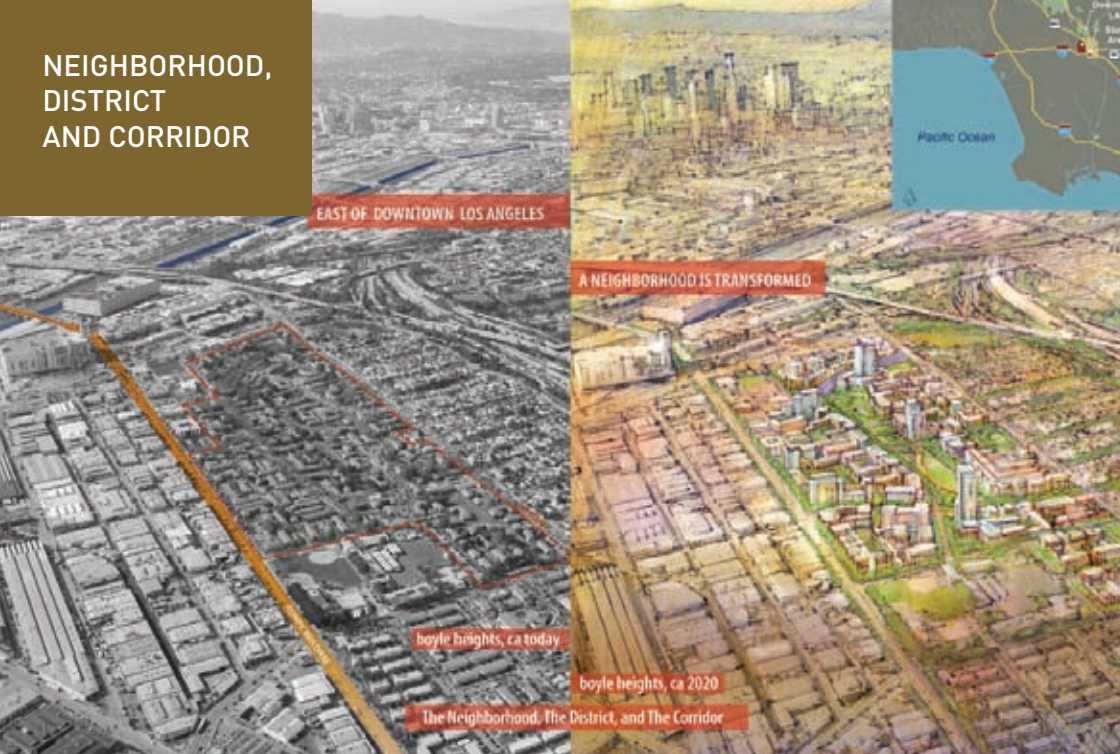 NEIGHBORHOOD,
DISTRICT
AND CORRIDOR
EAST OF DOWNTOWN LOS ANGELES
A NEIGHBORHOOD IS TRANSFORMED
Pacific Ocean
boyle heights, ca today
boyle heights, ca 2020
The Neighborhood, The District, and The Corridor